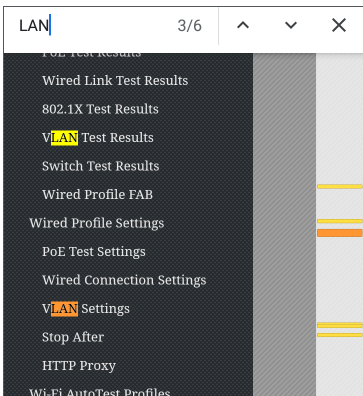 LAN 3/6
PoE Test Results
Wired Link Test Results
802.1X Test Results
VLAN Test Results
Switch Test Results
Wired Profile FAB
Wired Profile Settings
PoE Test Settings
Wired Connection Settings
VLAN Settings
Stop After
HTTP Proxy
Wi-Fi AutoTest Profiles